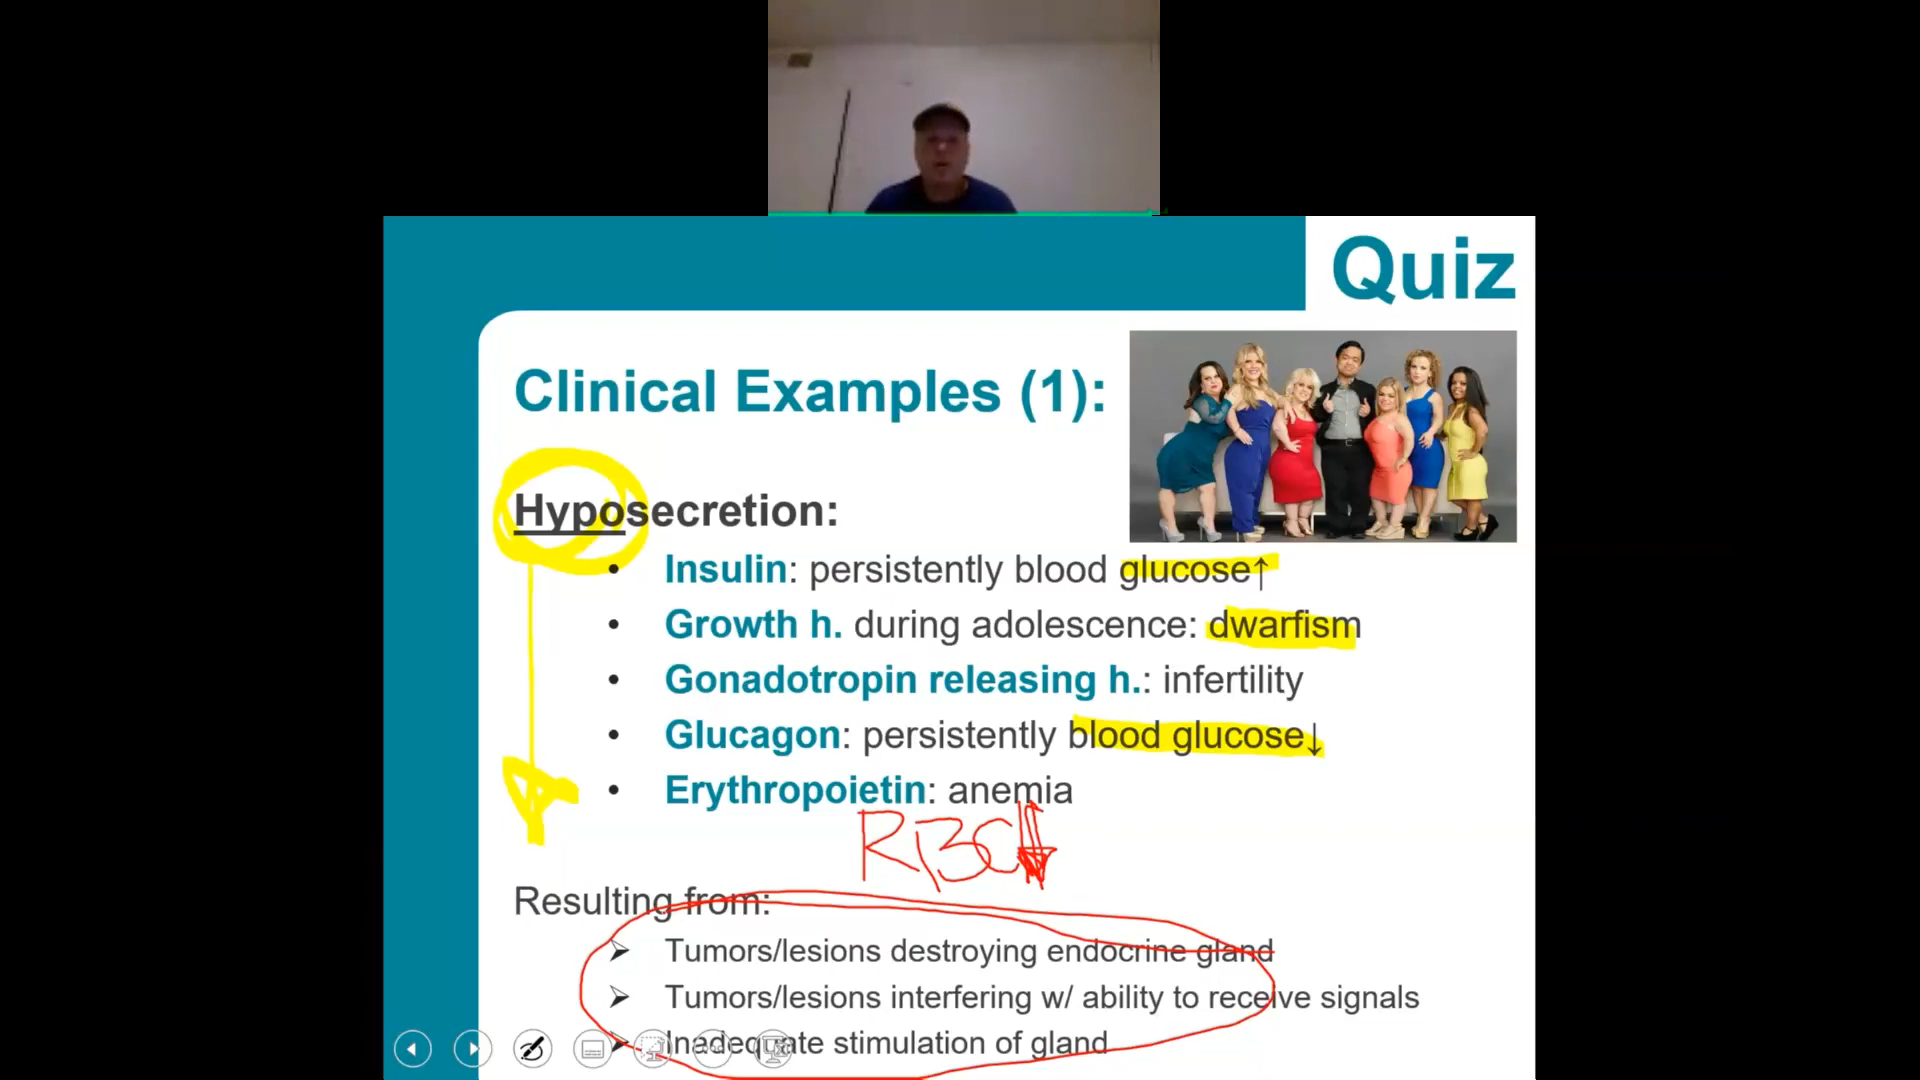 Quiz
Clinical Examples (1):
Hyposecretion:
• Insulin: persistently blood glucose↑
• Growth h. during adolescence: dwarfism
• Gonadotropin releasing h.: infertility
• Glucagon: persistently blood glucose↓
• Erythropoietin: anemia
RBC↓
Resulting from:
➢ Tumors/lesions destroying endocrine gland
➢ Tumors/lesions interfering w/ ability to receive signals
➢ Inadequate stimulation of gland